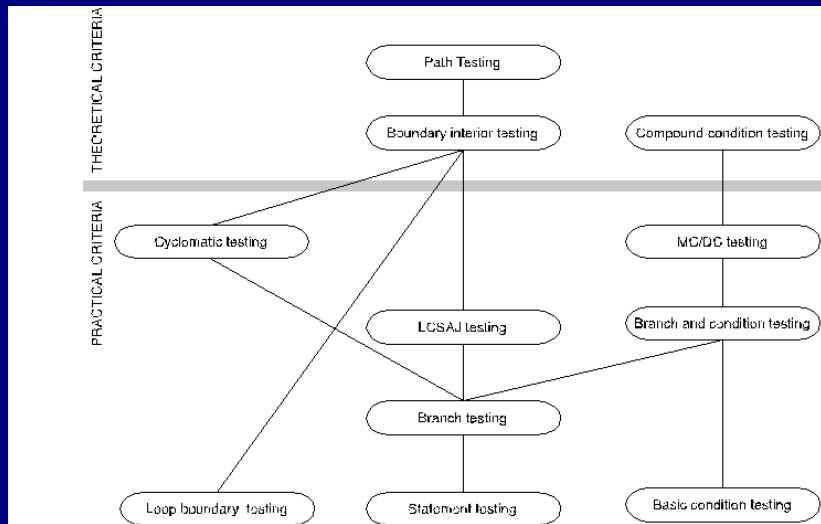 THEORETICAL CRITERIA
Path Testing
Boundary interior testing
Compound condition testing
PRACTICAL CRITERIA
Cyclomatic testing
MC/DC testing
LCSAJ testing
Branch and condition testing
Branch testing
Loop boundary testing
Statement testing
Basic condition testing